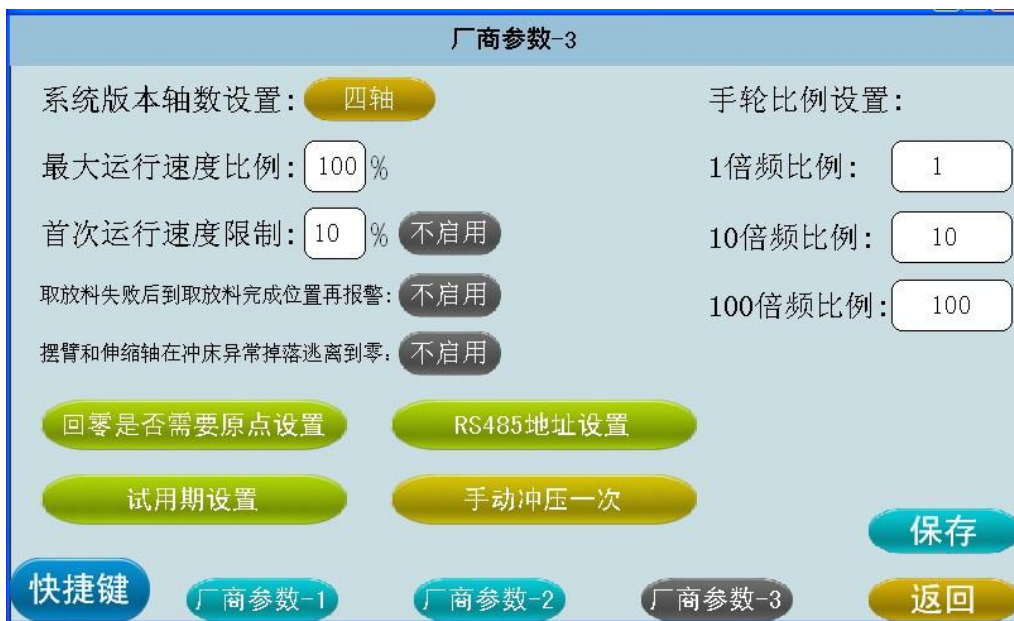 厂商参数-3
系统版本轴数设置: 四轴
手轮比例设置:
最大运行速度比例: 100 %
1倍频比例: 1
首次运行速度限制: 10 % 不启用
10倍频比例: 10
取放料失败后到取放料完成位置再报警: 不启用
100倍频比例: 100
摆臂和伸缩轴在冲床异常掉落逃离到零: 不启用
回零是否需要原点设置 RS485地址设置
试用期设置 手动冲压一次
保存
快捷键 厂商参数-1 厂商参数-2 厂商参数-3 返回